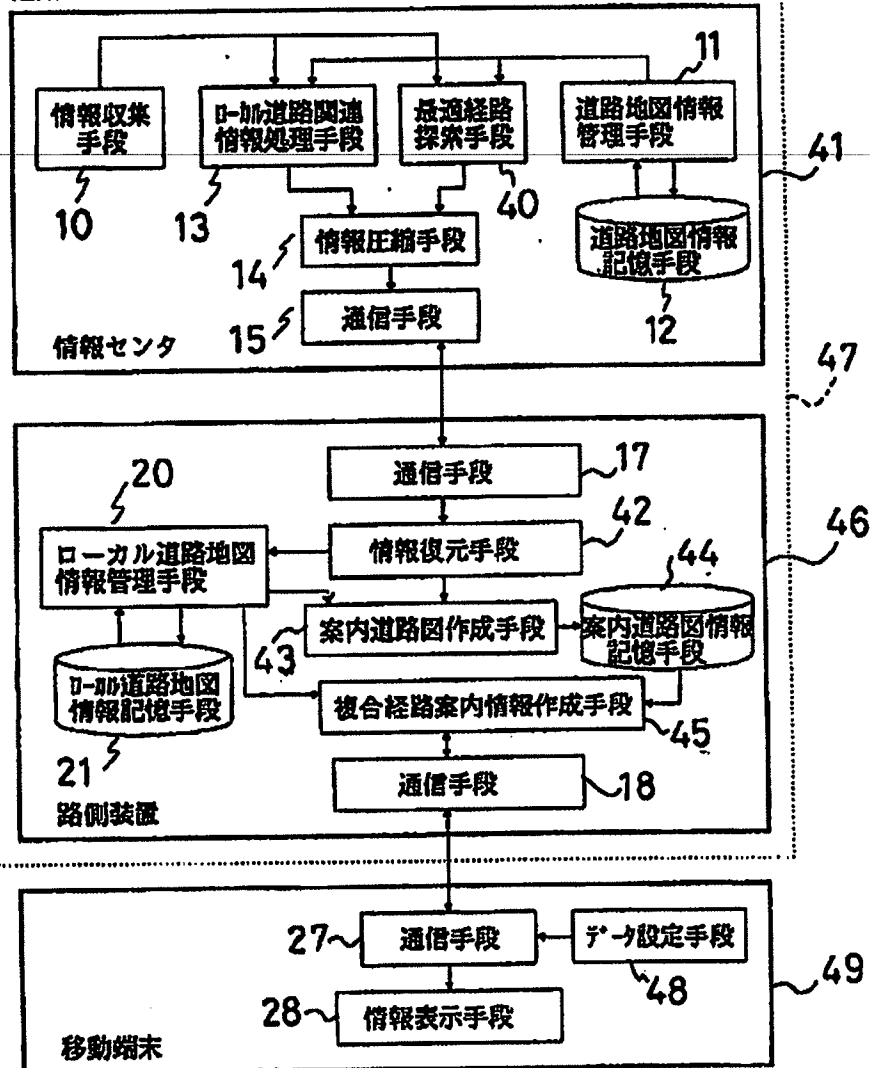 11
情報収集
手段
ローカル道路関連
情報処理手段
最適経路
探索手段
道路地図情報
管理手段
41
10
13
40
道路地図情報
記憶手段
14
情報圧縮手段
15
通信手段
12
情報センタ
47
通信手段
17
20
42
46
ローカル道路地図
情報管理手段
情報復元手段
44
43
案内道路図作成手段
案内道路図情報
記憶手段
ローカル道路地図
情報記憶手段
複合経路案内情報作成手段
45
21
通信手段
18
路側装置
27
通信手段
データ設定手段
48
49
28
情報表示手段
移動端末